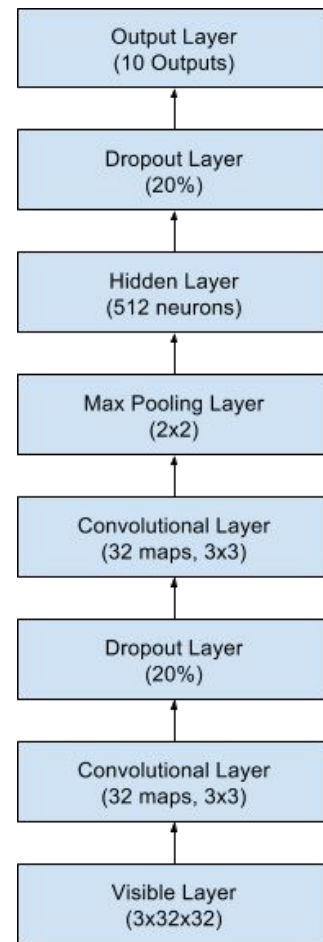 Output Layer
(10 Outputs)
Dropout Layer
(20%)
Hidden Layer
(512 neurons)
Max Pooling Layer
(2x2)
Convolutional Layer
(32 maps, 3x3)
Dropout Layer
(20%)
Convolutional Layer
(32 maps, 3x3)
Visible Layer
(3x32x32)